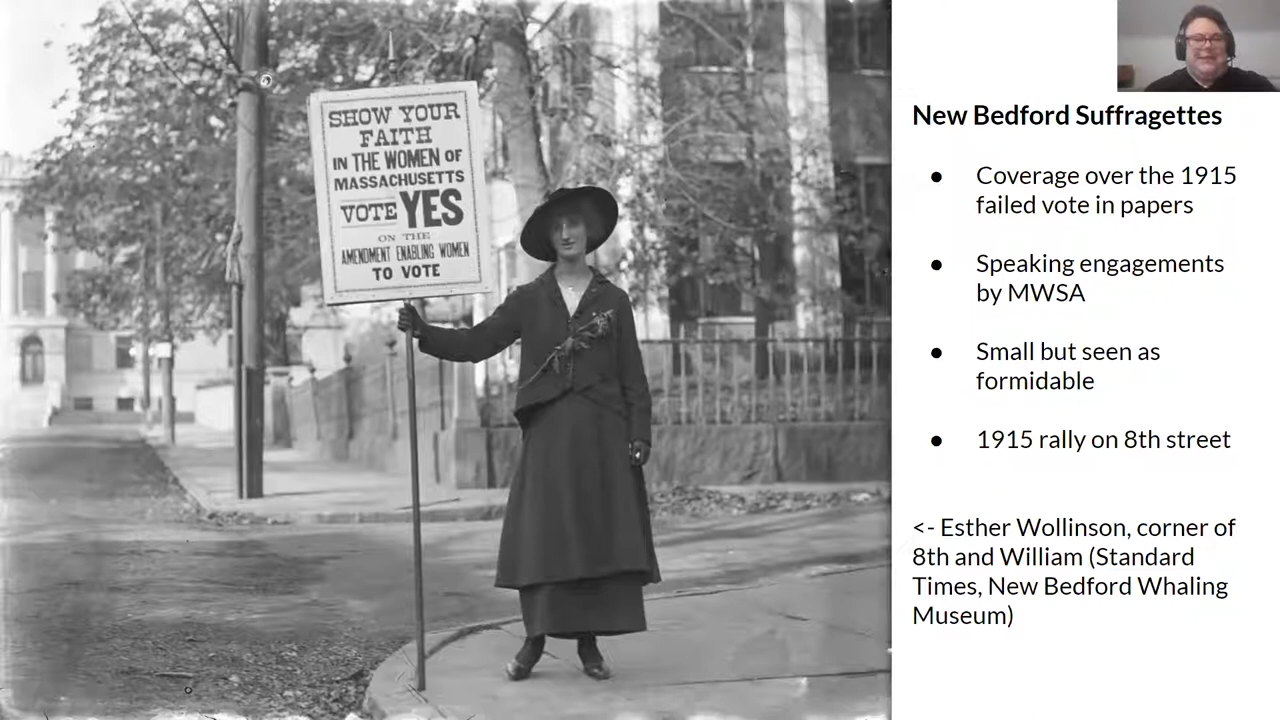 SHOW YOUR
FAITH
IN THE WOMEN OF
MASSACHUSETTS
VOTE YES
ON THE
AMENDMENT ENABLING WOMEN
TO VOTE
New Bedford Suffragettes
● Coverage over the 1915
failed vote in papers
● Speaking engagements
by MWSA
● Small but seen as
formidable
● 1915 rally on 8th street
<- Esther Wollinson, corner of
8th and William (Standard
Times, New Bedford Whaling
Museum)